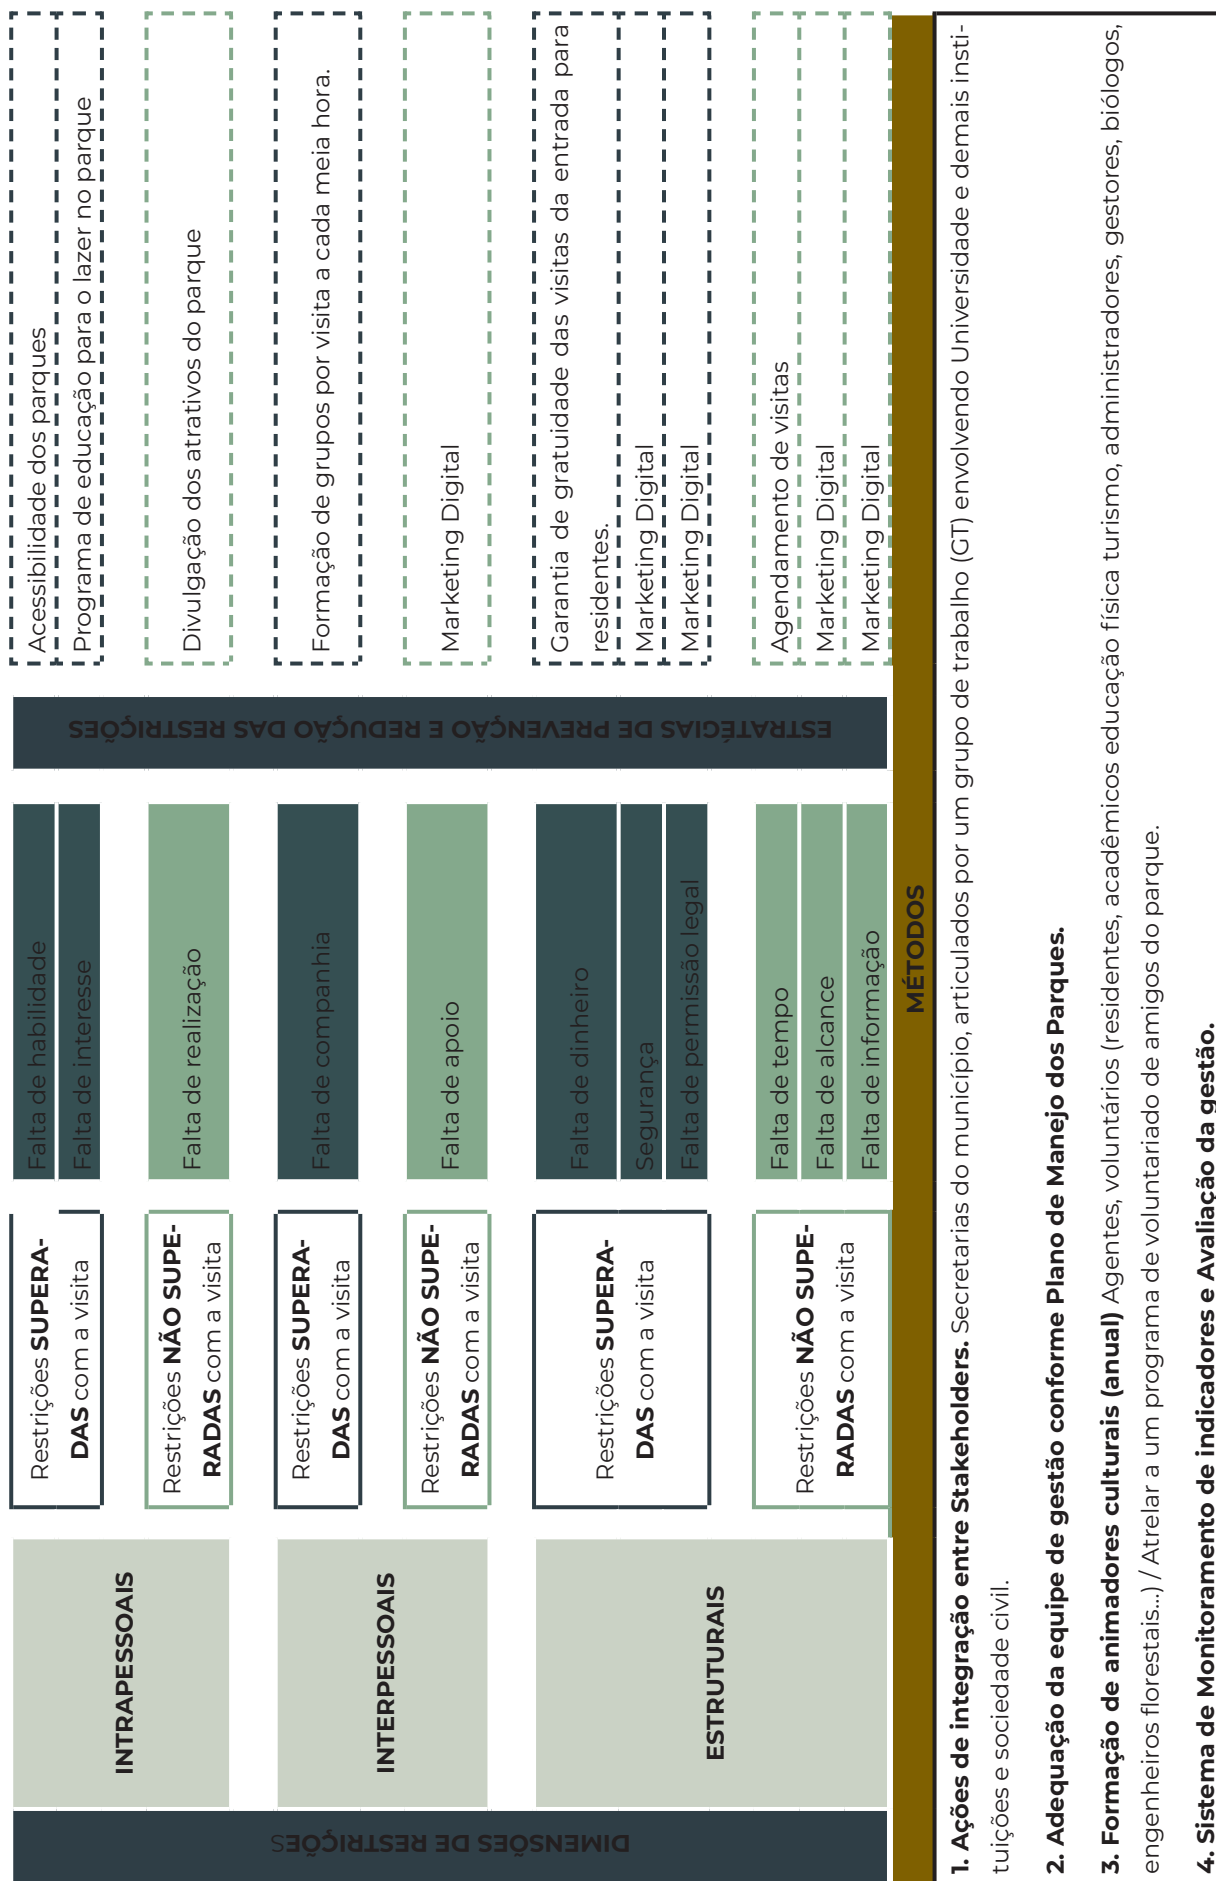 DIMENSÕES DE RESTRIÇÕES
INTRAPESSOAIS
Restrições SUPERA-
DAS com a visita
Falta de habilidade
Falta de interesse
Restrições NÃO SUPE-
RADAS com a visita
Falta de realização
INTERPESSOAIS
Restrições SUPERA-
DAS com a visita
Falta de companhia
Restrições NÃO SUPE-
RADAS com a visita
Falta de apoio
ESTRUTURAIS
Restrições SUPERA-
DAS com a visita
Falta de dinheiro
Segurança
Falta de permissão legal
Restrições NÃO SUPE-
RADAS com a visita
Falta de tempo
Falta de alcance
Falta de informação
ESTRATÉGIAS DE PREVENÇÃO E REDUÇÃO DAS RESTRIÇÕES
Acessibilidade dos parques
Programa de educação para o lazer no parque
Divulgação dos atrativos do parque
Formação de grupos por visita a cada meia hora.
Marketing Digital
Garantia de gratuidade das visitas da entrada para
residentes.
Marketing Digital
Marketing Digital
Agendamento de visitas
Marketing Digital
Marketing Digital
MÉTODOS
1. Ações de integração entre Stakeholders. Secretarias do município, articulados por um grupo de trabalho (GT) envolvendo Universidade e demais insti-
tuições e sociedade civil.
2. Adequação da equipe de gestão conforme Plano de Manejo dos Parques.
3. Formação de animadores culturais (anual) Agentes, voluntários (residentes, acadêmicos educação física turismo, administradores, gestores, biólogos,
engenheiros florestais...) / Atrelar a um programa de voluntariado de amigos do parque.
4. Sistema de Monitoramento de indicadores e Avaliação da gestão.